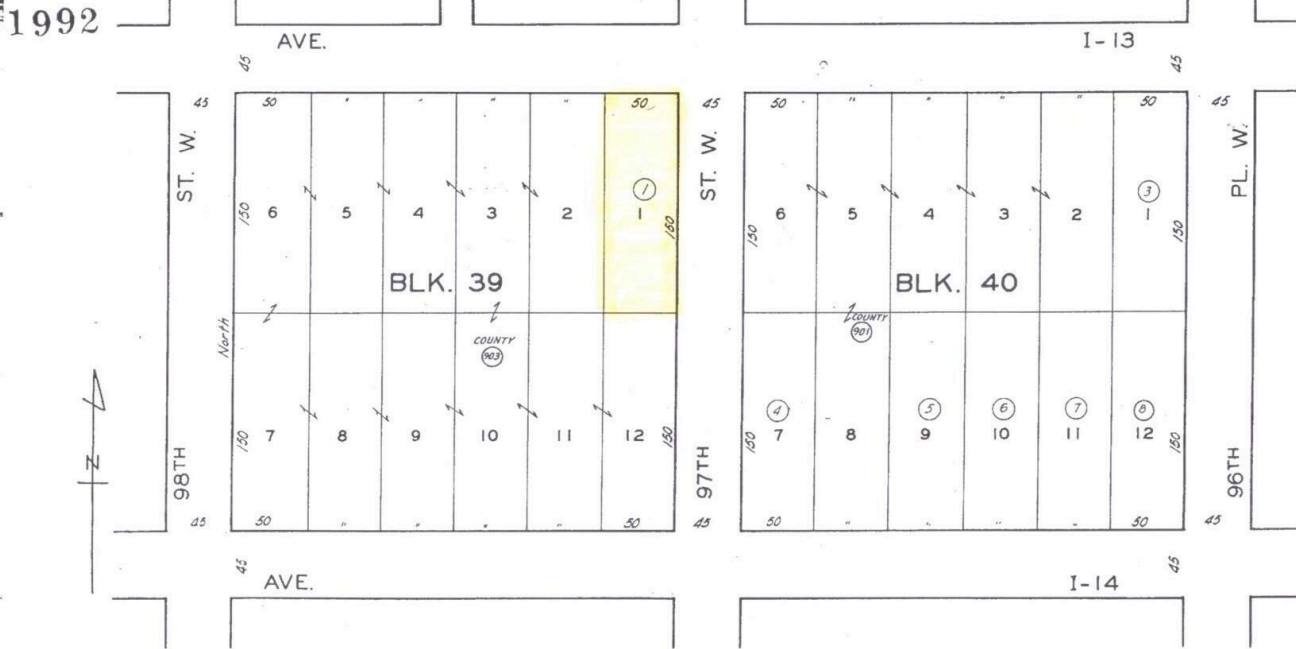 1992
AVE. I-13
45 45
45 50 " " " " 50 45 50 " " " " 50 45
ST. W. ST. W. PL. W.
1 3
150 6 5 4 3 2 1 150 150 6 5 4 3 2 1 150
BLK. 39 BLK. 40
North
COUNTY
903
COUNTY
901
4 5 6 7 8
150 7 8 9 10 11 12 150 150 7 8 9 10 11 12 150
N
98TH 97TH 96TH
45 50 " " " " 50 45 50 " " " " 50 45
45 45
AVE. I-14